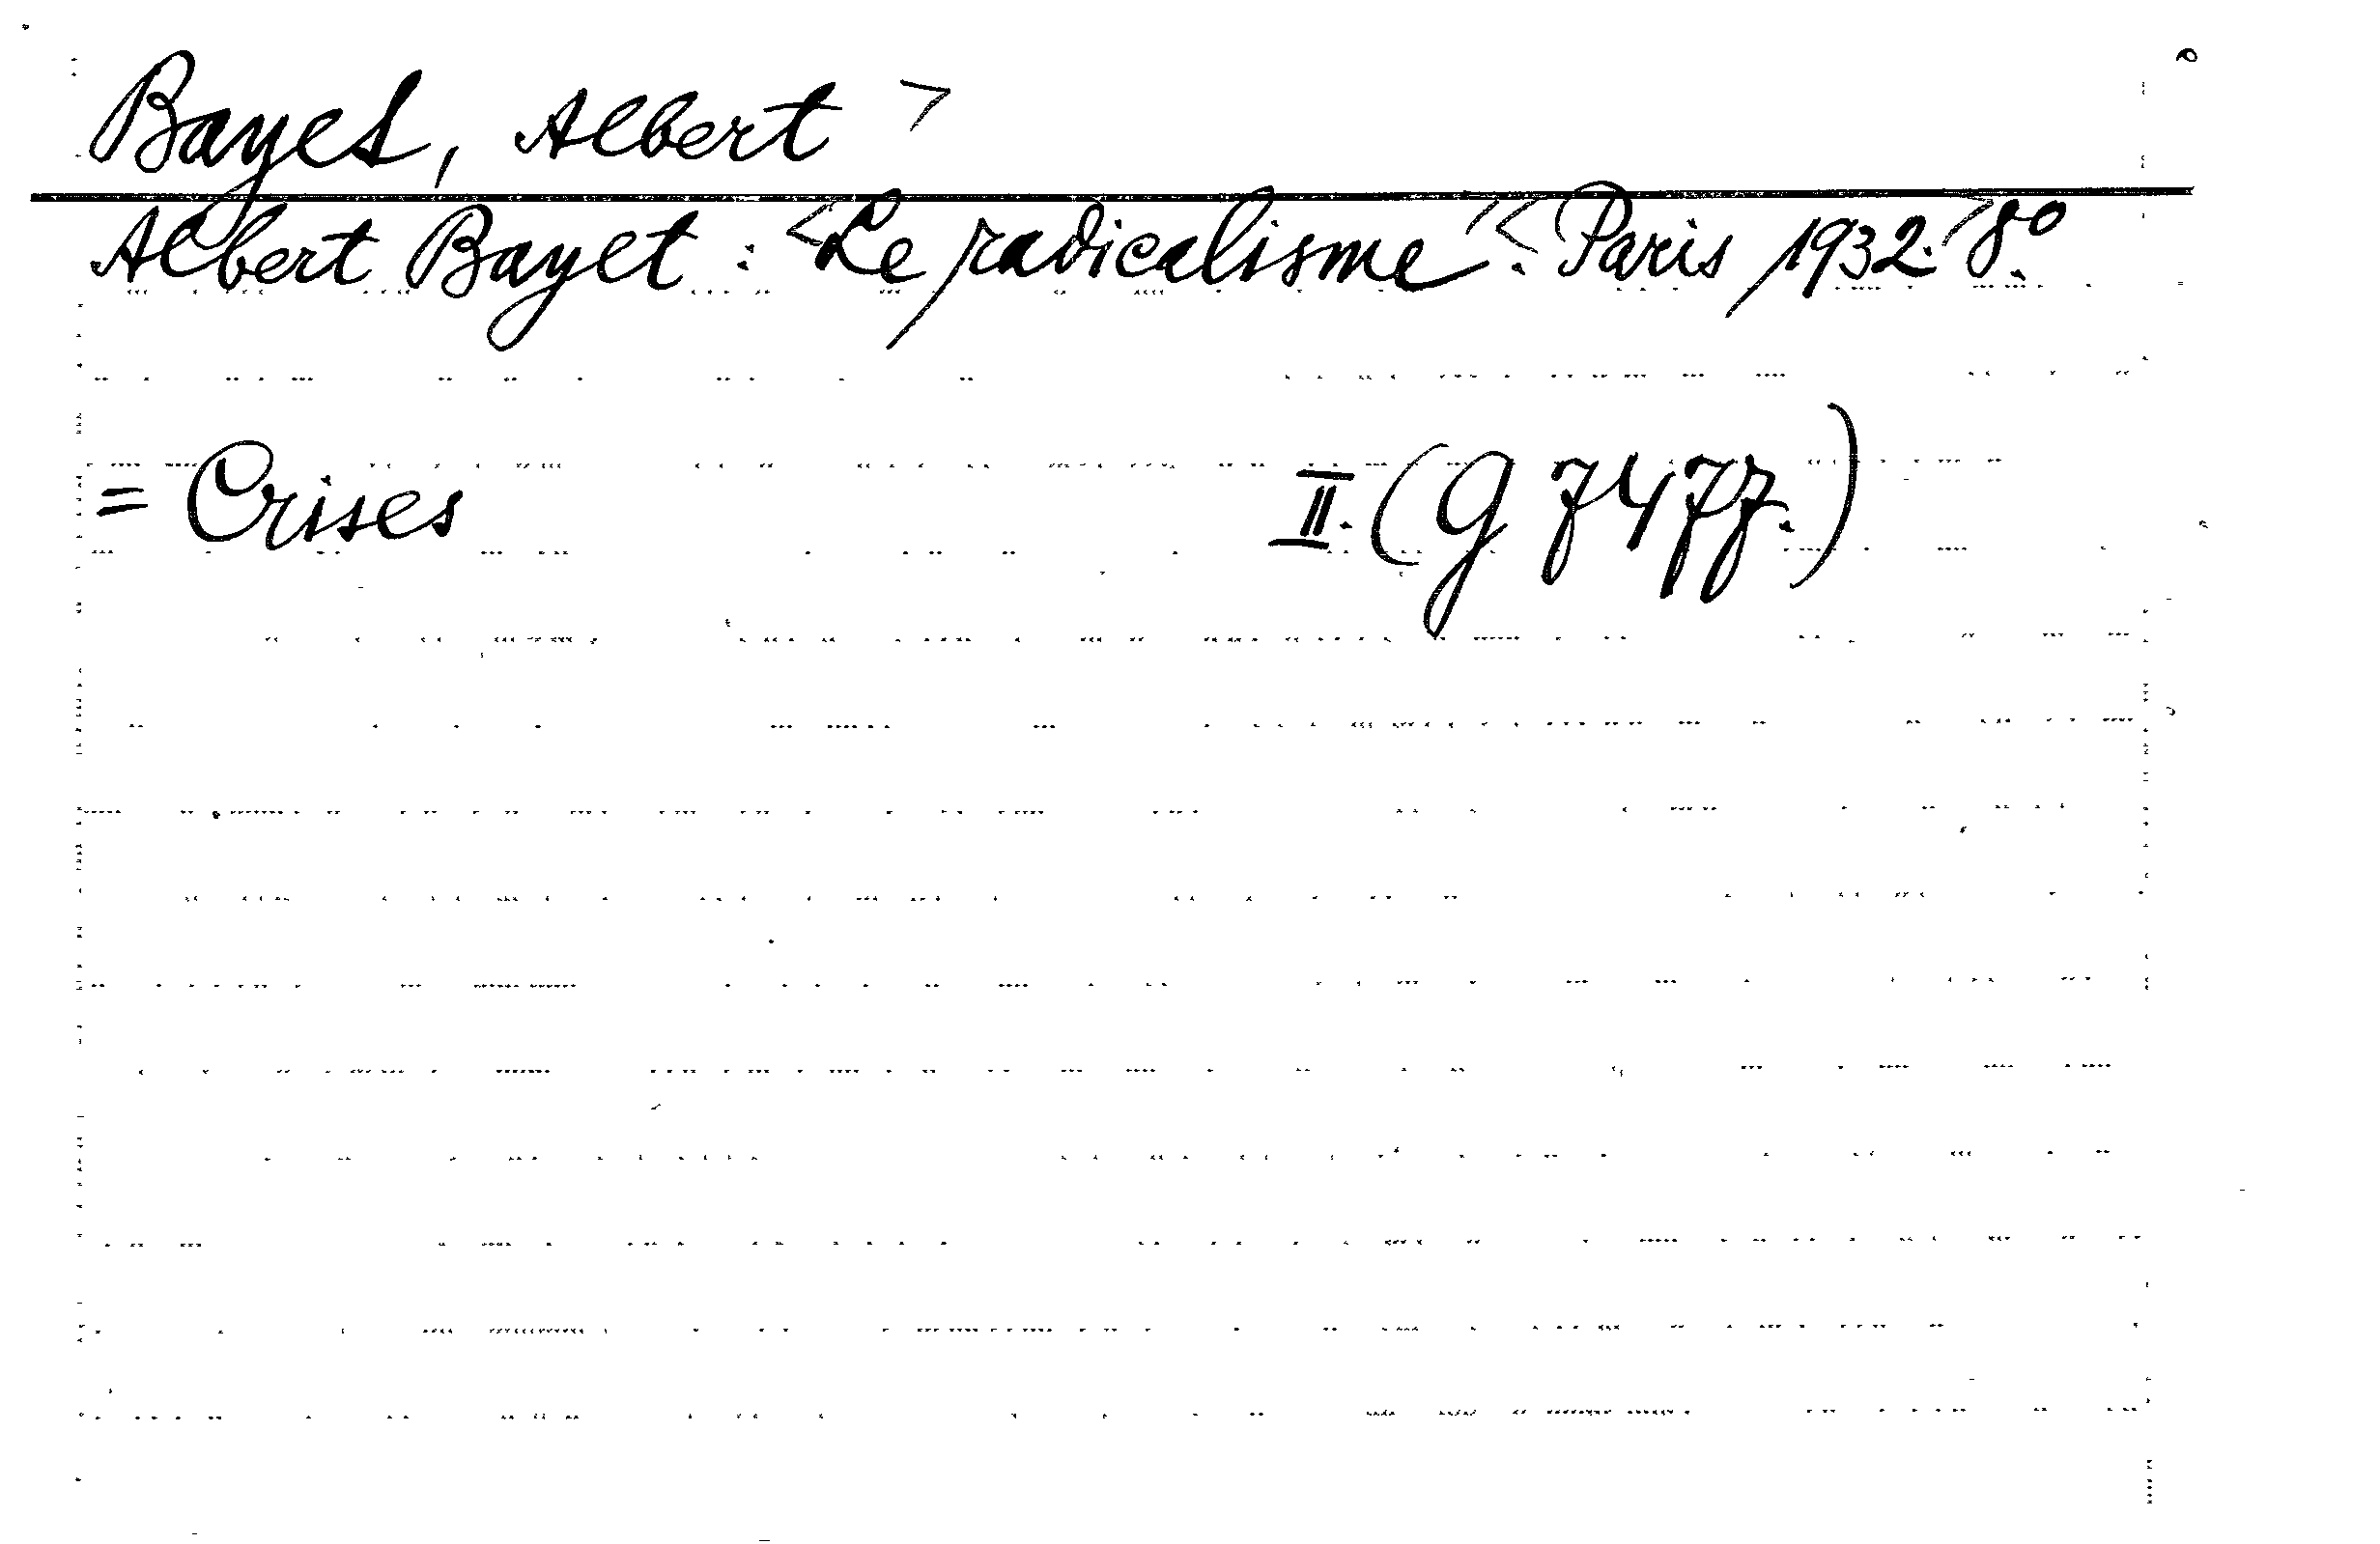 Bayet, Albert >
Albert Bayet : <Le radicalisme.< Paris 1932.> 8°.
= Crises II. (g 7477.)